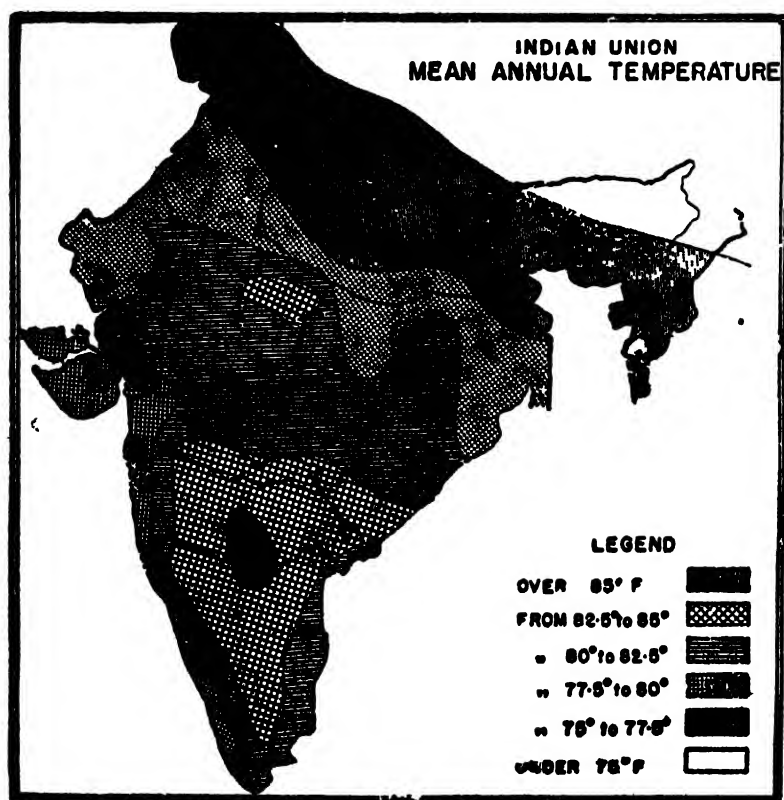 INDIAN UNION
MEAN ANNUAL TEMPERATURE
LEGEND
OVER 85° F
FROM 82·5° to 85°
„ 80° to 82·5°
„ 77·5° to 80°
„ 75° to 77·5°
UNDER 75° F